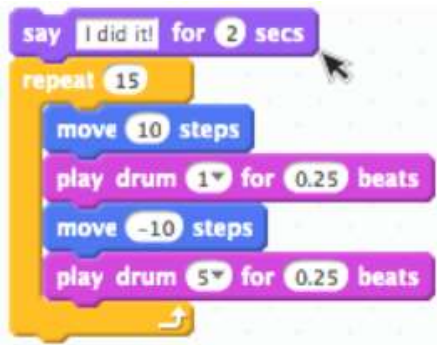 say I did it! for 2 secs
repeat 15
move 10 steps
play drum 1 for 0.25 beats
move -10 steps
play drum 5 for 0.25 beats